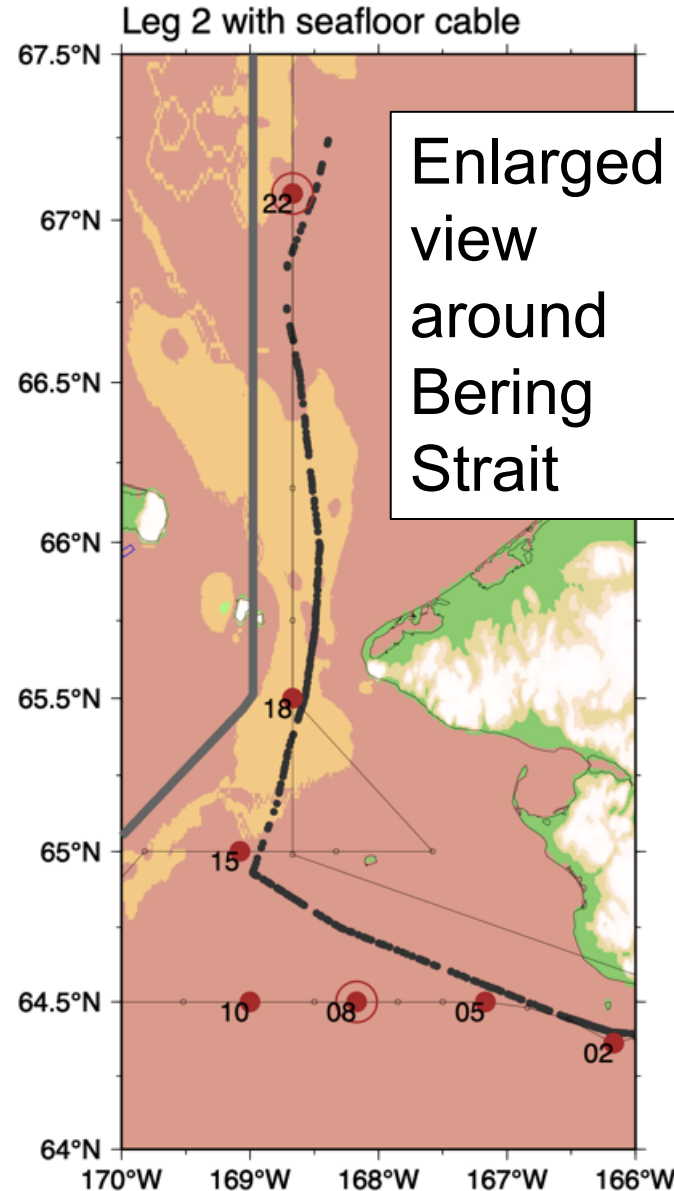 Leg 2 with seafloor cable
67.5°N
Enlarged
view
around
Bering
Strait
22
67°N
66.5°N
66°N
65.5°N
18
65°N
15
64.5°N
10
08
05
02
64°N
170°W
169°W
168°W
167°W
166°W